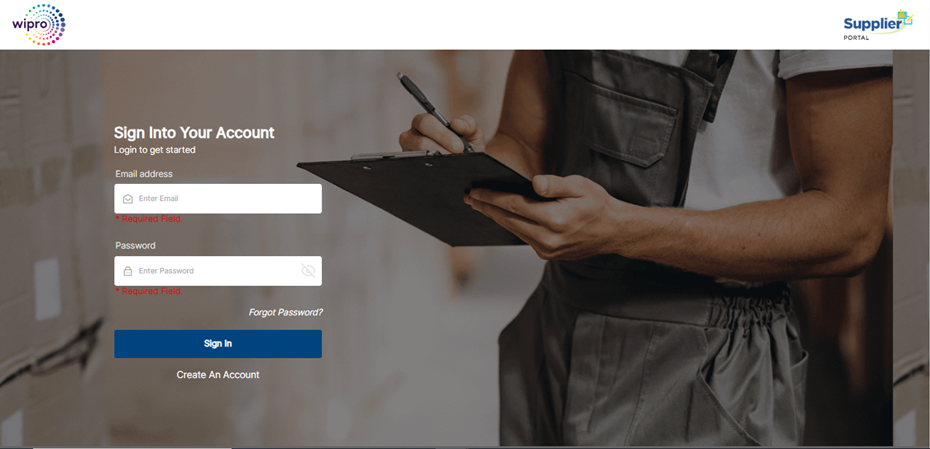 wipro
Supplier
PORTAL
Sign Into Your Account
Login to get started
Email address
Enter Email
* Required Field.
Password
Enter Password
* Required Field.
Forgot Password?
Sign In
Create An Account